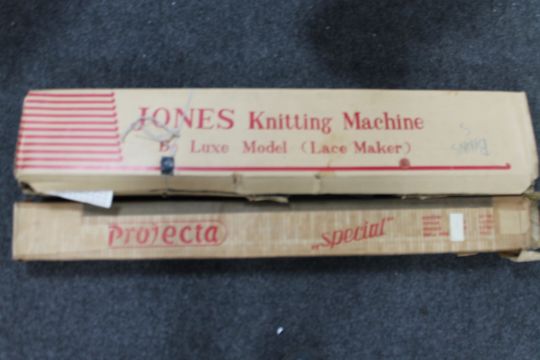 JONES Knitting Machine
De Luxe Model (Lace Maker)
Projecta
„Special"